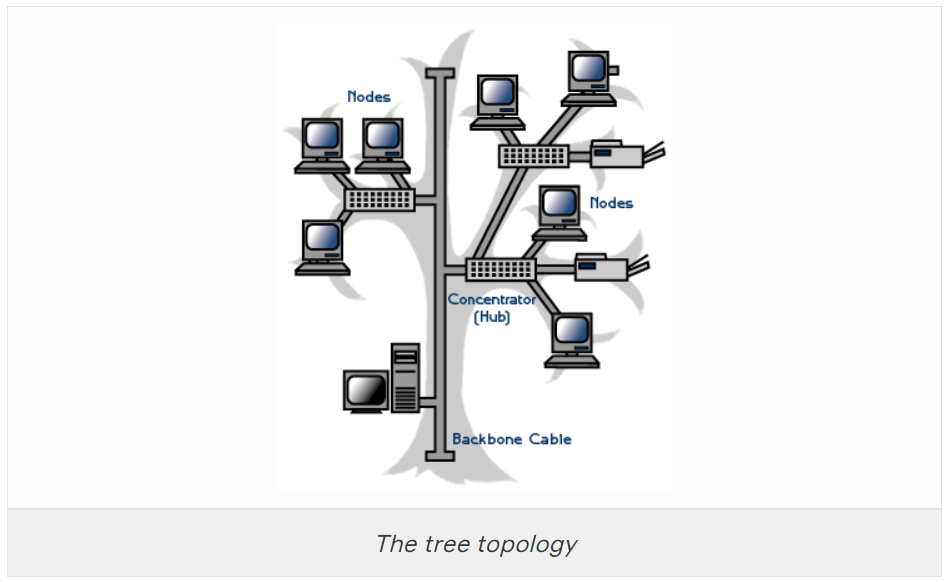 Nodes
Nodes
Concentrator
(Hub)
Backbone Cable
The tree topology